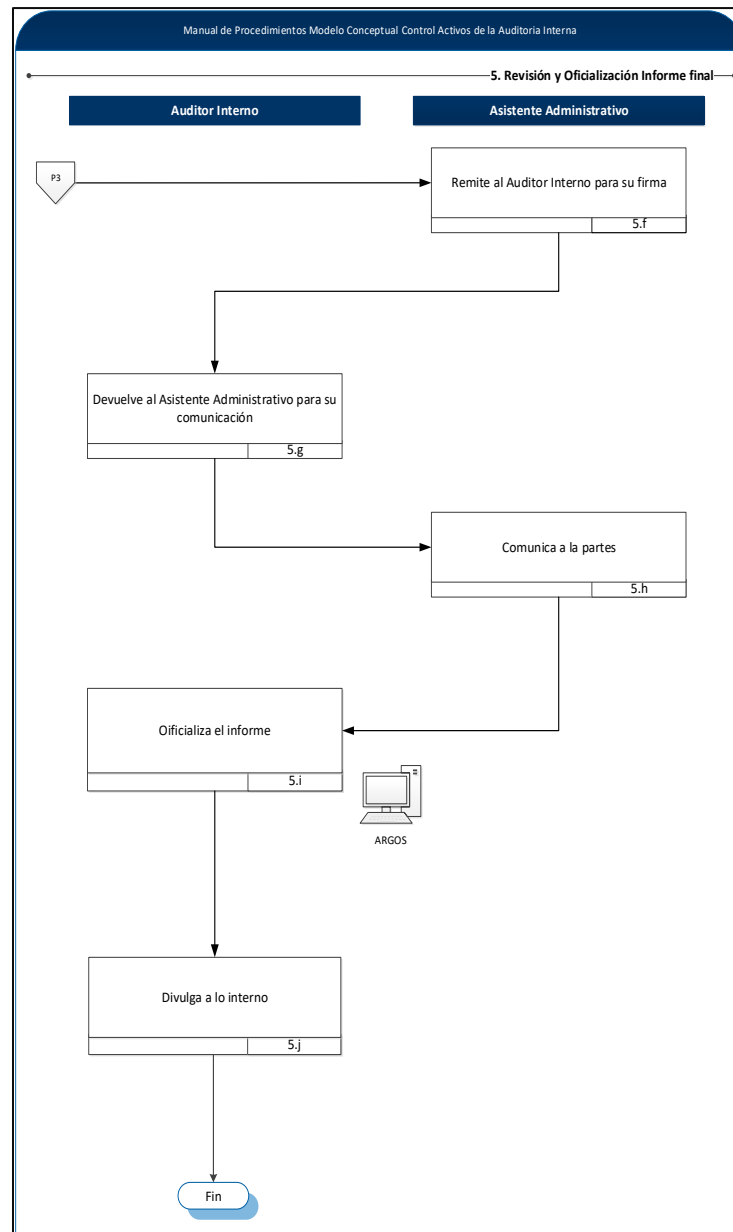 Manual de Procedimientos Modelo Conceptual Control Activos de la Auditoria Interna
5. Revisión y Oficialización Informe final
Auditor Interno
Asistente Administrativo
P3
Remite al Auditor Interno para su firma
5.f
Devuelve al Asistente Administrativo para su
comunicación
5.g
Comunica a la partes
5.h
Oificializa el informe
5.i
ARGOS
Divulga a lo interno
5.j
Fin